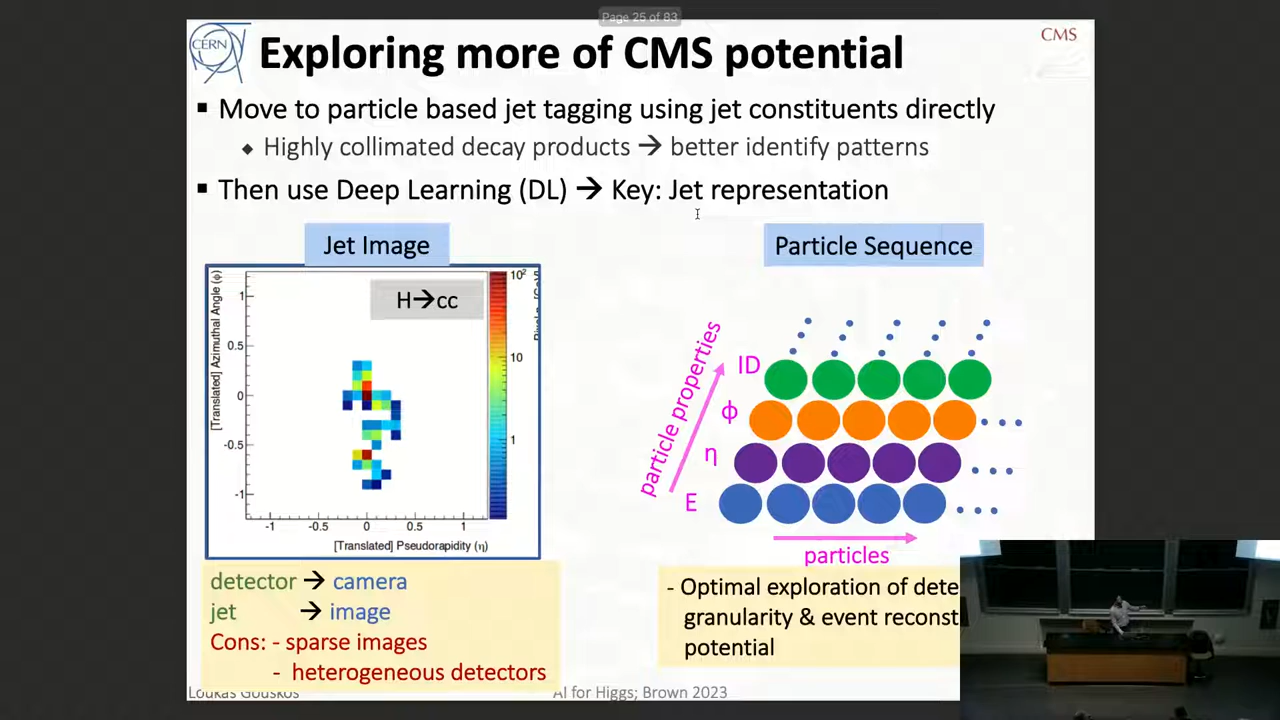 Page 25 of 83
CERN
Exploring more of CMS potential
CMS
▪ Move to particle based jet tagging using jet constituents directly
◆ Highly collimated decay products → better identify patterns
▪ Then use Deep Learning (DL) → Key: Jet representation
Jet Image
Particle Sequence
H→cc
[Translated] Azimuthal Angle (ϕ)
1
0.5
0
-0.5
-1
-1
-0.5
0
0.5
1
[Translated] Pseudorapidity (η)
10²
10
1
particle properties
ID
ϕ
η
E
particles
detector → camera
jet → image
Cons: - sparse images
- heterogeneous detectors
- Optimal exploration of dete
granularity & event reconst
potential
Loukas Gouskos
AI for Higgs; Brown 2023